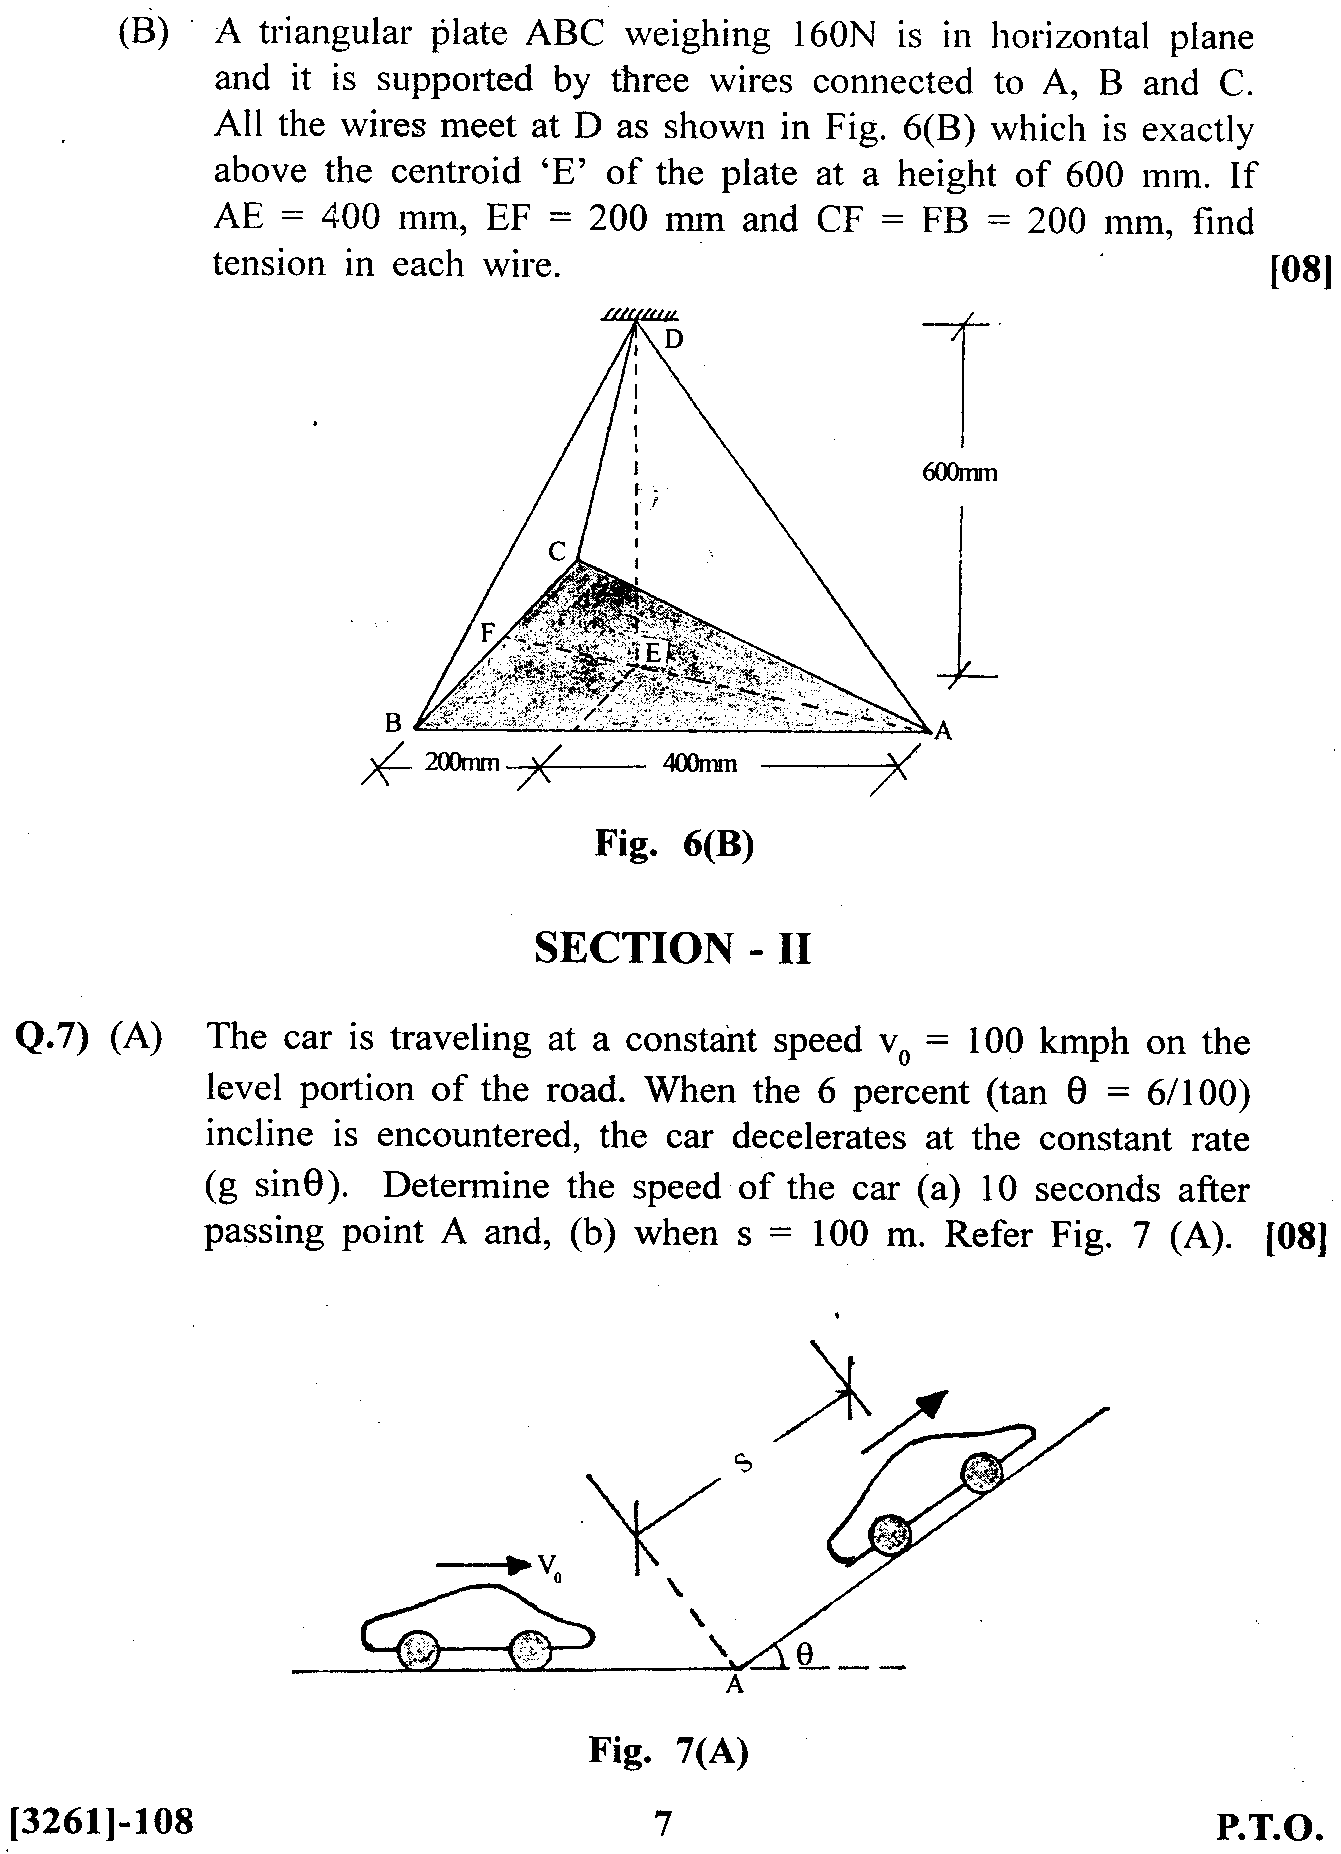 (B) A triangular plate ABC weighing 160N is in horizontal plane
and it is supported by three wires connected to A, B and C.
All the wires meet at D as shown in Fig. 6(B) which is exactly
above the centroid ‘E’ of the plate at a height of 600 mm. If
AE = 400 mm, EF = 200 mm and CF = FB = 200 mm, find
tension in each wire. [08]
D
600mm
C
F
E
B
A
200mm
400mm
Fig. 6(B)
SECTION - II
Q.7) (A) The car is traveling at a constant speed v₀ = 100 kmph on the
level portion of the road. When the 6 percent (tan θ = 6/100)
incline is encountered, the car decelerates at the constant rate
(g sinθ). Determine the speed of the car (a) 10 seconds after
passing point A and, (b) when s = 100 m. Refer Fig. 7 (A). [08]
S
V₀
θ
A
Fig. 7(A)
[3261]-108 7 P.T.O.